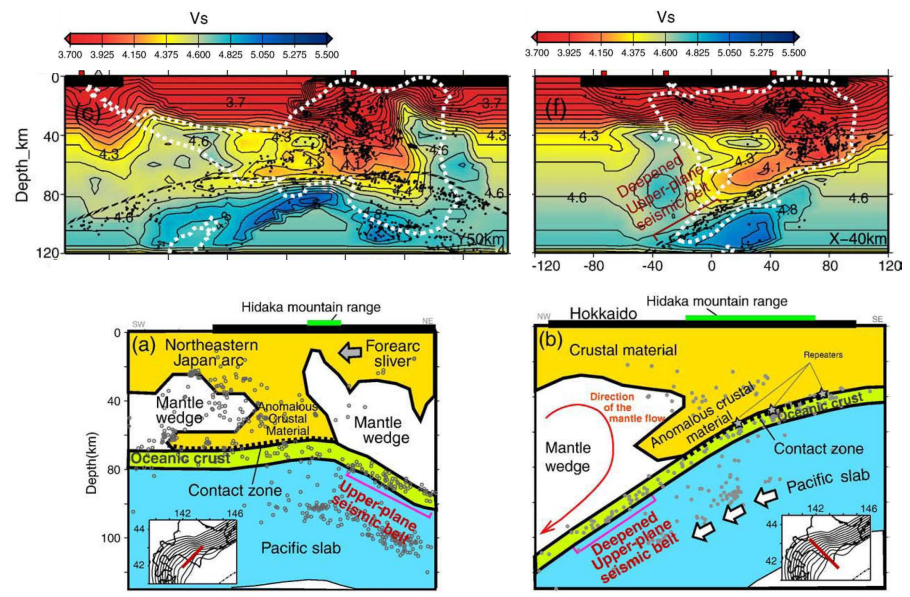 Vs
3.700 3.925 4.150 4.375 4.625 4.825 5.050 5.275 5.500
(c)
3.7
4.3
4.6
4.3
4.3
4.4
4.6
4.6
4.8
Y50km
Depth_km
0
40
80
120
Vs
3.700 3.925 4.150 4.375 4.625 4.825 5.050 5.275 5.500
(f)
3.7
4.3
4.3
4.1
4.6
4.8
Deepened
Upper-plane
seismic belt
X-40km
-120 -80 -40 0 40 80 120
Hidaka mountain range
SW
NE
(a)
Northeastern
Japan arc
Forearc
sliver
Mantle
wedge
Anomalous
Crustal
Material
Mantle
wedge
Oceanic crust
Contact zone
Upper-plane
seismic belt
Pacific slab
Depth(km)
0
40
80
100
142 146
44
42
Hidaka mountain range
NW
Hokkaido
SE
(b)
Crustal material
Repeaters
Direction
of the
mantle flow
Anomalous crustal
material
Oceanic crust
Mantle
wedge
Contact zone
Pacific slab
Deepened
Upper-plane
seismic belt
142 146
44
42